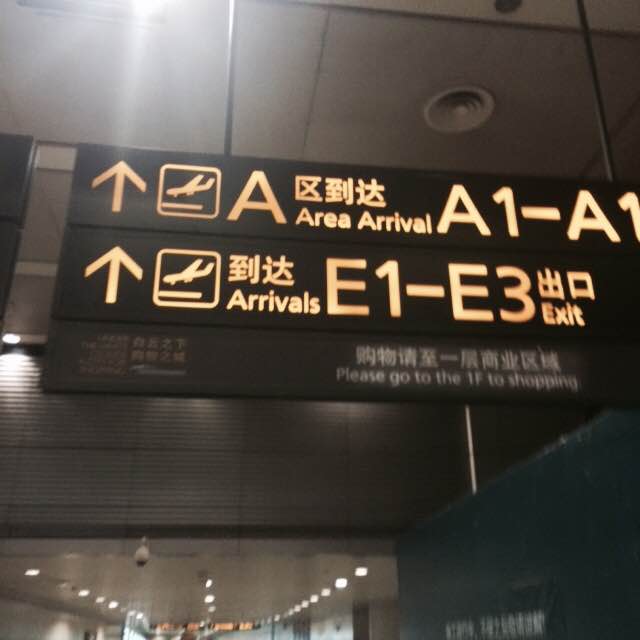 A 区到达 A1-A1
Area Arrival
到达 E1-E3 出口
Arrivals Exit
购物请至一层商业区域
Please go to the 1F to shopping